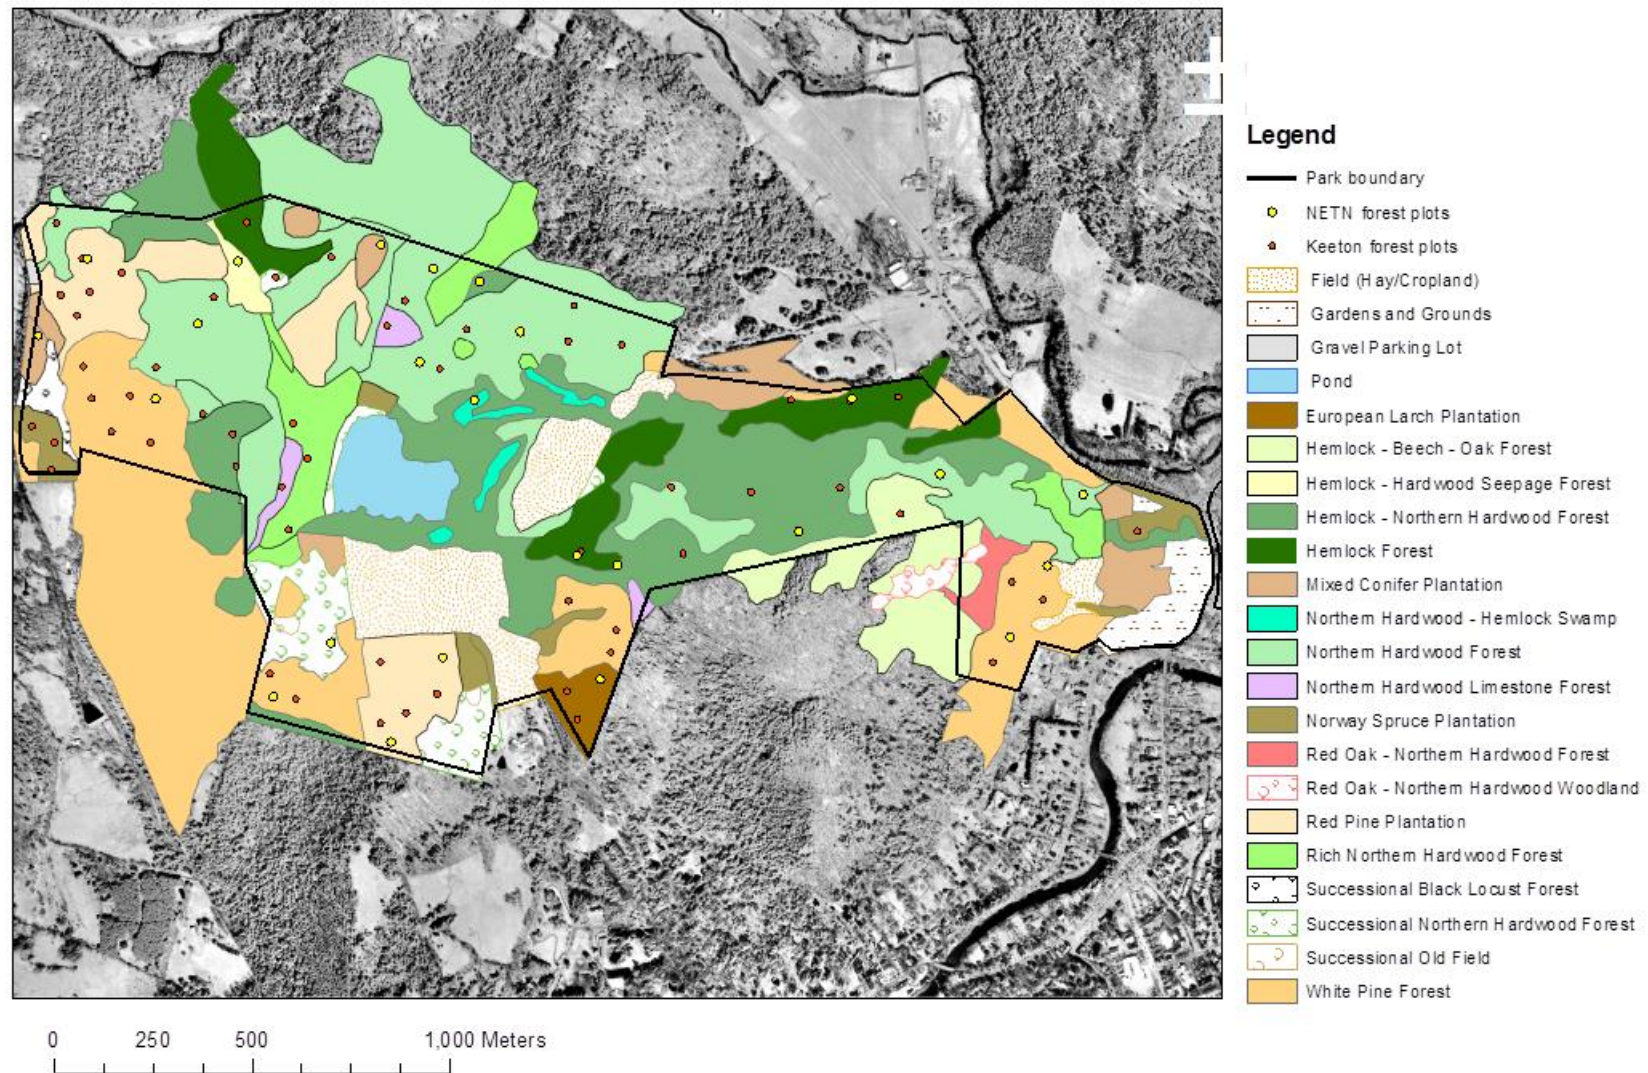 Legend
Park boundary
NETN forest plots
Keeton forest plots
Field (Hay/Cropland)
Gardens and Grounds
Gravel Parking Lot
Pond
European Larch Plantation
Hemlock - Beech - Oak Forest
Hemlock - Hardwood Seepage Forest
Hemlock - Northern Hardwood Forest
Hemlock Forest
Mixed Conifer Plantation
Northern Hardwood - Hemlock Swamp
Northern Hardwood Forest
Northern Hardwood Limestone Forest
Norway Spruce Plantation
Red Oak - Northern Hardwood Forest
Red Oak - Northern Hardwood Woodland
Red Pine Plantation
Rich Northern Hardwood Forest
Successional Black Locust Forest
Successional Northern Hardwood Forest
Successional Old Field
White Pine Forest
0 250 500 1,000 Meters